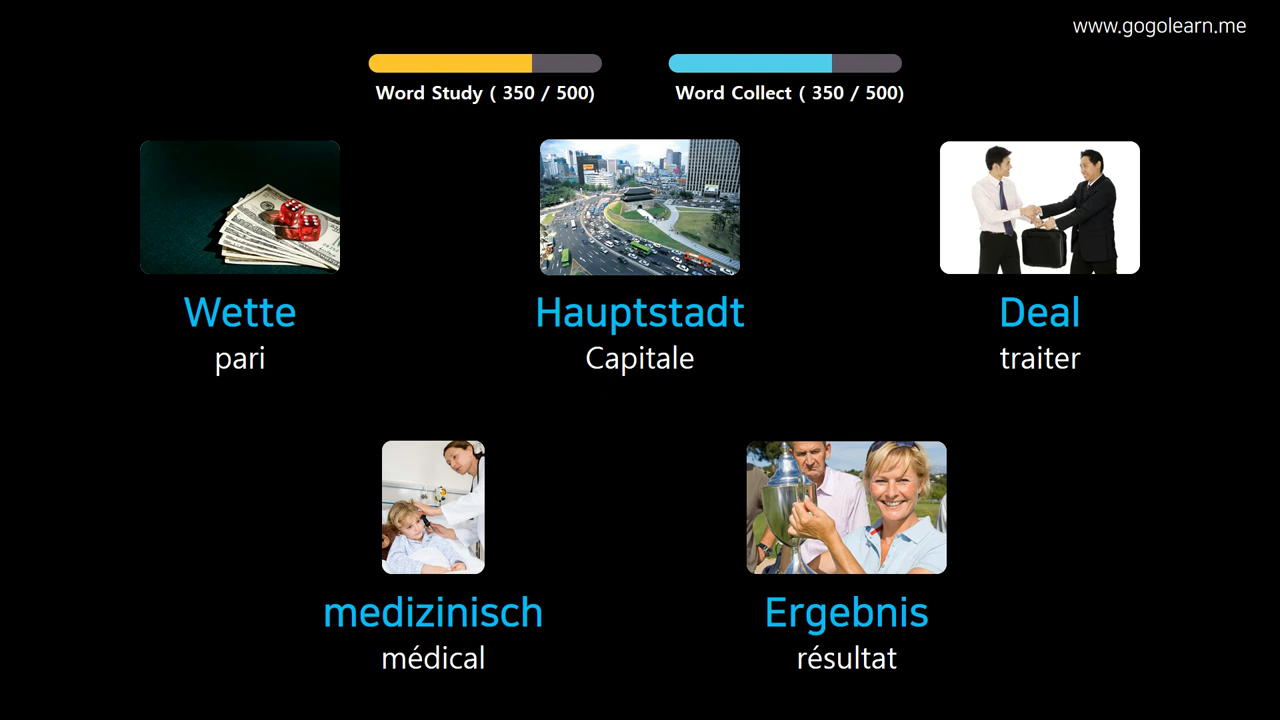 www.gogolearn.me
Word Study ( 350 / 500)
Word Collect ( 350 / 500)
Wette
pari
Hauptstadt
Capitale
Deal
traiter
medizinisch
médical
Ergebnis
résultat